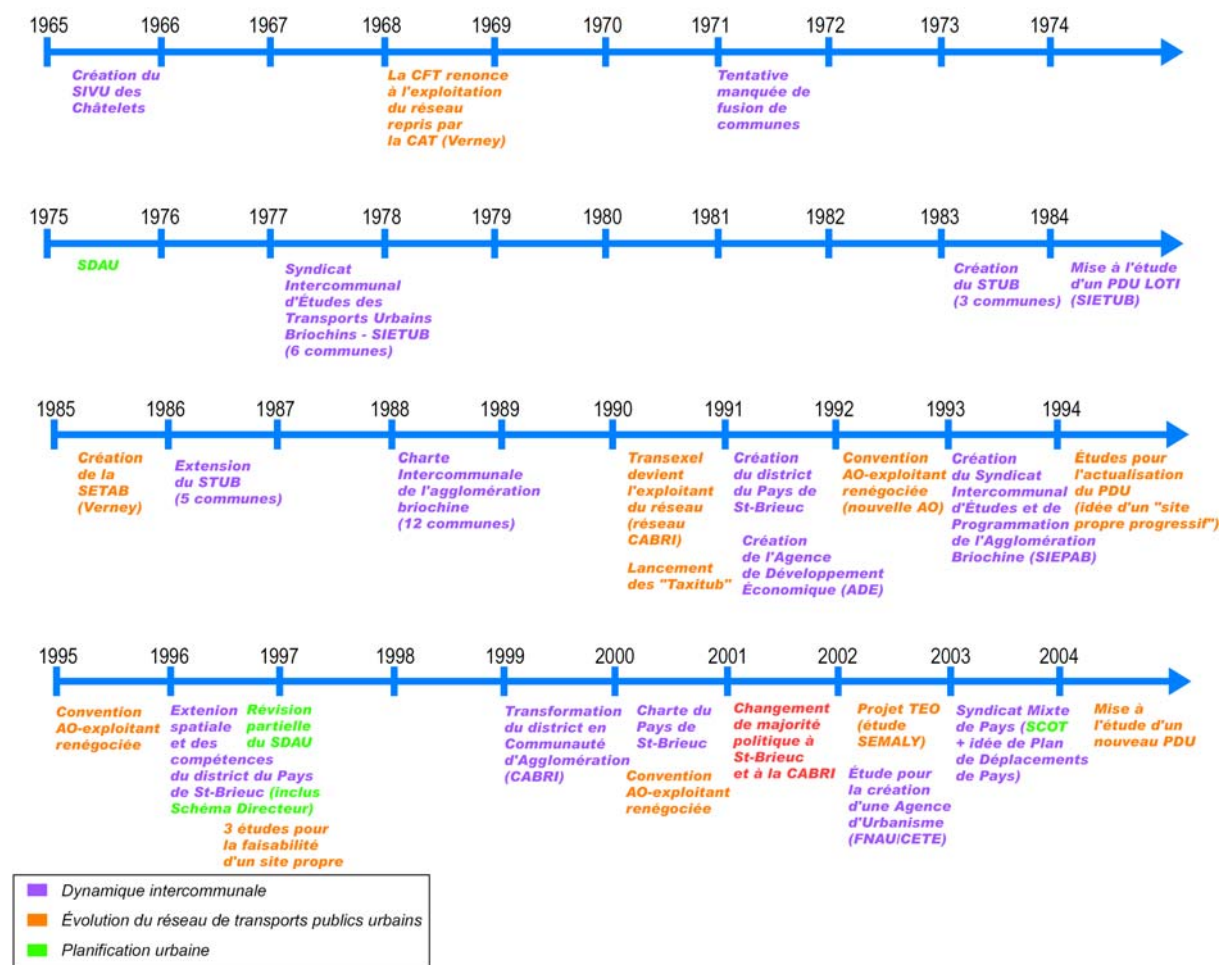 1965 1966 1967 1968 1969 1970 1971 1972 1973 1974
Création du
SIVU des
Châtelets
La CFT renonce
à l'exploitation
du réseau
repris par
la CAT (Verney)
Tentative
manquée de
fusion de
communes
1975 1976 1977 1978 1979 1980 1981 1982 1983 1984
SDAU
Syndicat
Intercommunal
d'Études des
Transports Urbains
Briochins - SIETUB
(6 communes)
Création
du STUB
(3 communes)
Mise à l'étude
d'un PDU LOTI
(SIETUB)
1985 1986 1987 1988 1989 1990 1991 1992 1993 1994
Création
de la
SETAB
(Verney)
Extension
du STUB
(5 communes)
Charte
Intercommunale
de l'agglomération
briochine
(12 communes)
Transexel
devient
l'exploitant
du réseau
(réseau
CABRI)
Lancement
des "Taxitub"
Création
du district
du Pays de
St-Brieuc
Création
de l'Agence
de Développement
Économique (ADE)
Convention
AO-exploitant
renégociée
(nouvelle AO)
Création
du Syndicat
Intercommunal
d'Études et de
Programmation
de l'Agglomération
Briochine (SIEPAB)
Études pour
l'actualisation
du PDU
(idée d'un "site
propre progressif")
1995 1996 1997 1998 1999 2000 2001 2002 2003 2004
Convention
AO-exploitant
renégociée
Extenion
spatiale
et des
compétences
du district du Pays
de St-Brieuc (inclus
Schéma Directeur)
Révision
partielle
du SDAU
3 études pour
la faisabilité
d'un site propre
Transformation
du district en
Communauté
d'Agglomération
(CABRI)
Charte du
Pays de
St-Brieuc
Convention
AO-exploitant
renégociée
Changement
de majorité
politique à
St-Brieuc
et à la CABRI
Projet TEO
(étude
SEMALY)
Étude pour
la création
d'une Agence
d'Urbanisme
(FNAU/CETE)
Syndicat Mixte
de Pays (SCOT
+ idée de Plan
de Déplacements
de Pays)
Mise à
l'étude d'un
nouveau PDU
Dynamique intercommunale
Évolution du réseau de transports publics urbains
Planification urbaine